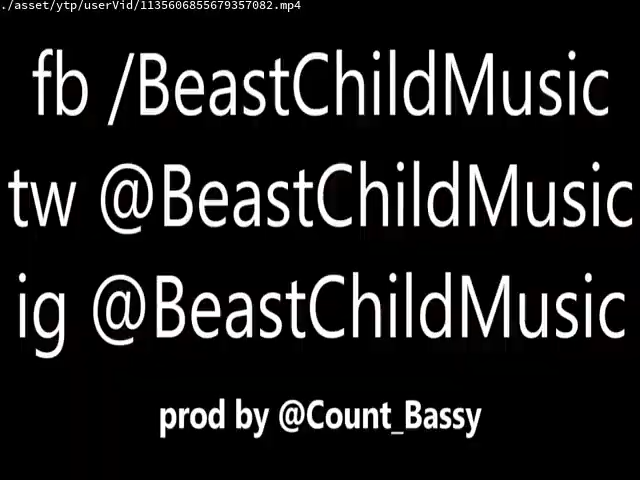 ./asset/ytp/userVid/1135606855679357082.mp4
fb /BeastChildMusic
tw @BeastChildMusic
ig @BeastChildMusic
prod by @Count_Bassy